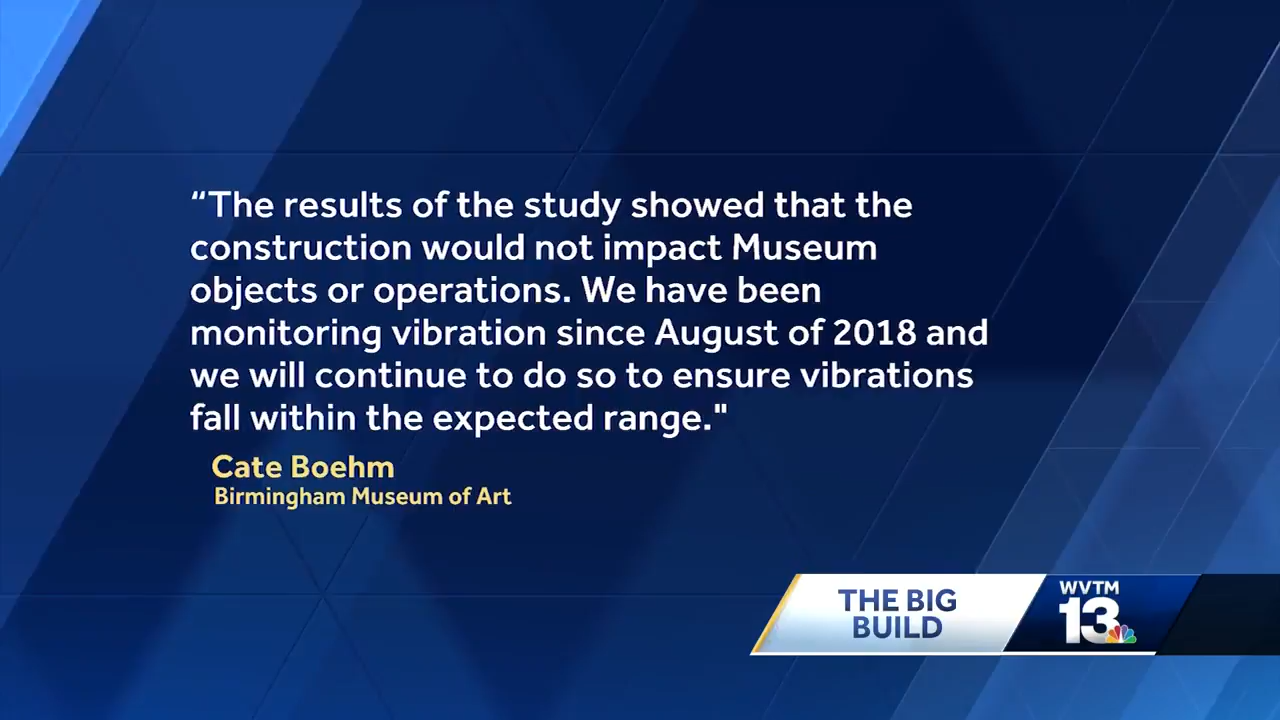 “The results of the study showed that the
construction would not impact Museum
objects or operations. We have been
monitoring vibration since August of 2018 and
we will continue to do so to ensure vibrations
fall within the expected range."
Cate Boehm
Birmingham Museum of Art
THE BIG
BUILD
WVTM
13